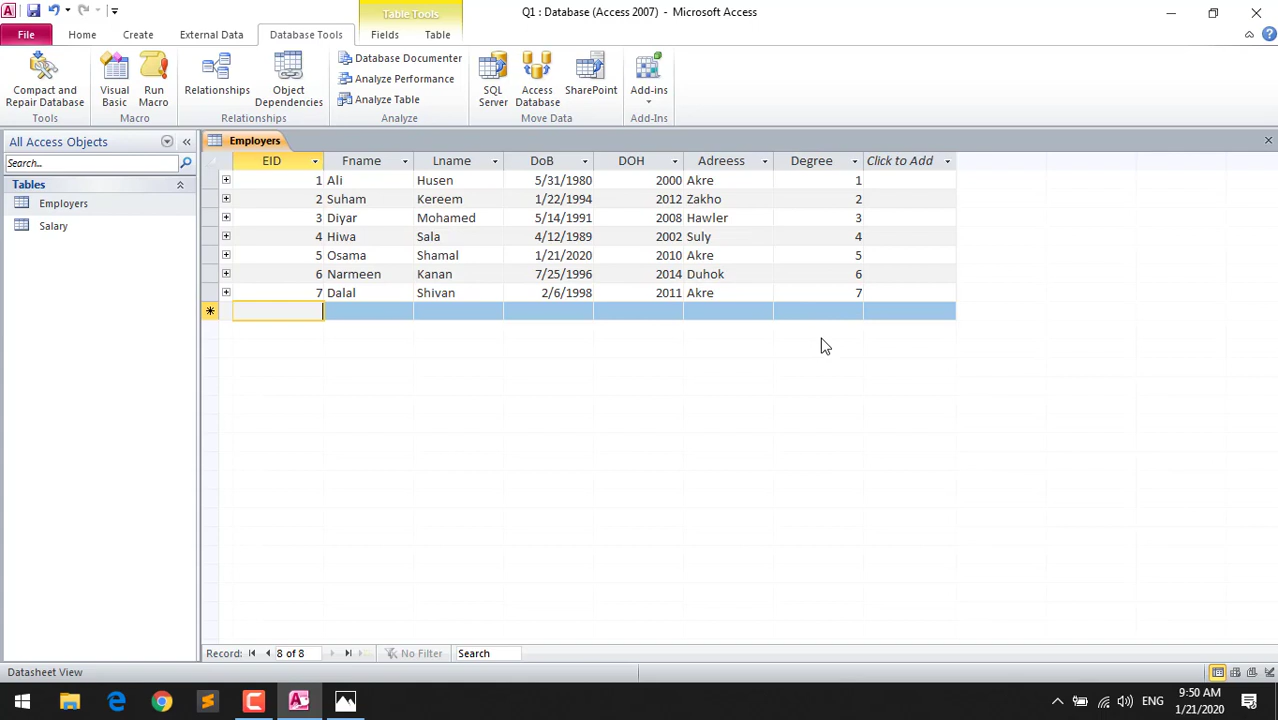 Table Tools
Q1 : Database (Access 2007) - Microsoft Access
File Home Create External Data Database Tools Fields Table
Compact and Repair Database
Visual Basic
Run Macro
Relationships
Object Dependencies
Database Documenter
Analyze Performance
Analyze Table
SQL Server
Access Database
SharePoint
Add-ins
Tools Macro Relationships Analyze Move Data Add-Ins
All Access Objects
Search..
Tables
Employers
Salary
Employers
EID Fname Lname DoB DOH Adreess Degree Click to Add
1 Ali Husen 5/31/1980 2000 Akre 1
2 Suham Kereem 1/22/1994 2012 Zakho 2
3 Diyar Mohamed 5/14/1991 2008 Hawler 3
4 Hiwa Sala 4/12/1989 2002 Suly 4
5 Osama Shamal 1/21/2020 2010 Akre 5
6 Narmeen Kanan 7/25/1996 2014 Duhok 6
7 Dalal Shivan 2/6/1998 2011 Akre 7
Record: 8 of 8 No Filter Search
Datasheet View
ENG
9:50 AM
1/21/2020